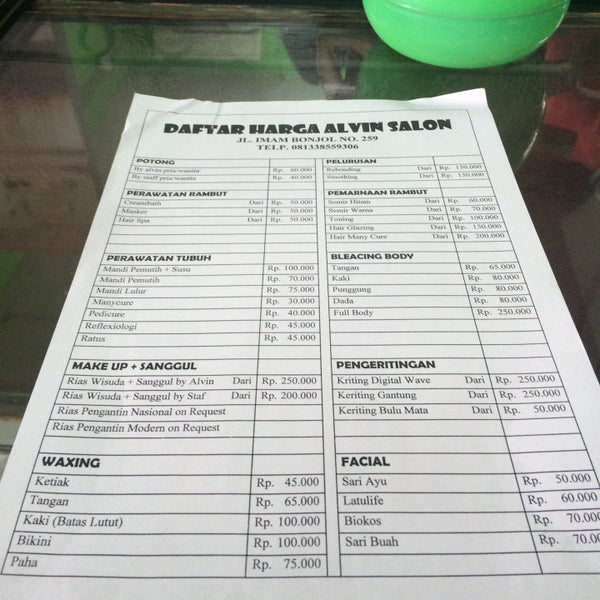 DAFTAR HARGA ALVIN SALON
JL. IMAM BONJOL NO. 259
TELP. 081338559306
POTONG
By alvin pria/wanita Rp. 60.000
By staff pria/wanita Rp. 40.000
PERAWATAN RAMBUT
Creambath Dari Rp. 50.000
Masker Dari Rp. 50.000
Hair Spa Dari Rp. 50.000
PERAWATAN TUBUH
Mandi Pemutih + Susu Rp. 100.000
Mandi Pemutih Rp. 70.000
Mandi Lulur Rp. 75.000
Manycure Rp. 30.000
Pedicure Rp. 40.000
Reflexiologi Rp. 45.000
Ratus Rp. 45.000
MAKE UP + SANGGUL
Rias Wisuda + Sanggul by Alvin Dari Rp. 250.000
Rias Wisuda + Sanggul by Staf Dari Rp. 200.000
Rias Pengantin Nasional on Request
Rias Pengantin Modern on Request
WAXING
Ketiak Rp. 45.000
Tangan Rp. 65.000
Kaki (Batas Lutut) Rp. 100.000
Bikini Rp. 100.000
Paha Rp. 75.000
PELURUSAN
Rebonding Dari Rp. 150.000
Smothing Dari Rp. 150.000
PEMARNAAN RAMBUT
Semir Hitam Dari Rp. 60.000
Semir Warna Dari Rp. 70.000
Toning Dari Rp. 100.000
Hair Glazing Dari Rp. 150.000
Hair Many Cure Dari Rp. 200.000
BLEACING BODY
Tangan Rp. 65.000
Kaki Rp. 80.000
Punggung Rp. 80.000
Dada Rp. 80.000
Full Body Rp. 250.000
PENGERITINGAN
Kriting Digital Wave Dari Rp. 250.000
Keriting Gantung Dari Rp. 250.000
Keriting Bulu Mata Dari Rp. 50.000
FACIAL
Sari Ayu Rp. 50.000
Latulife Rp. 60.000
Biokos Rp. 70.000
Sari Buah Rp. 70.000